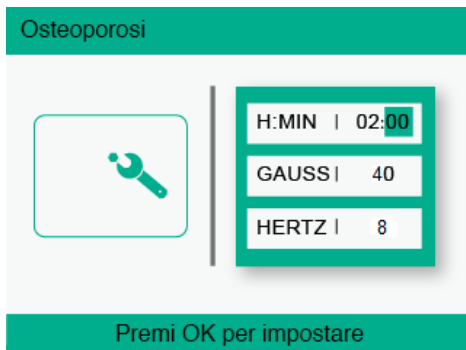 Osteoporosi
H:MIN | 02:00
GAUSS| 40
HERTZ | 8
Premi OK per impostare